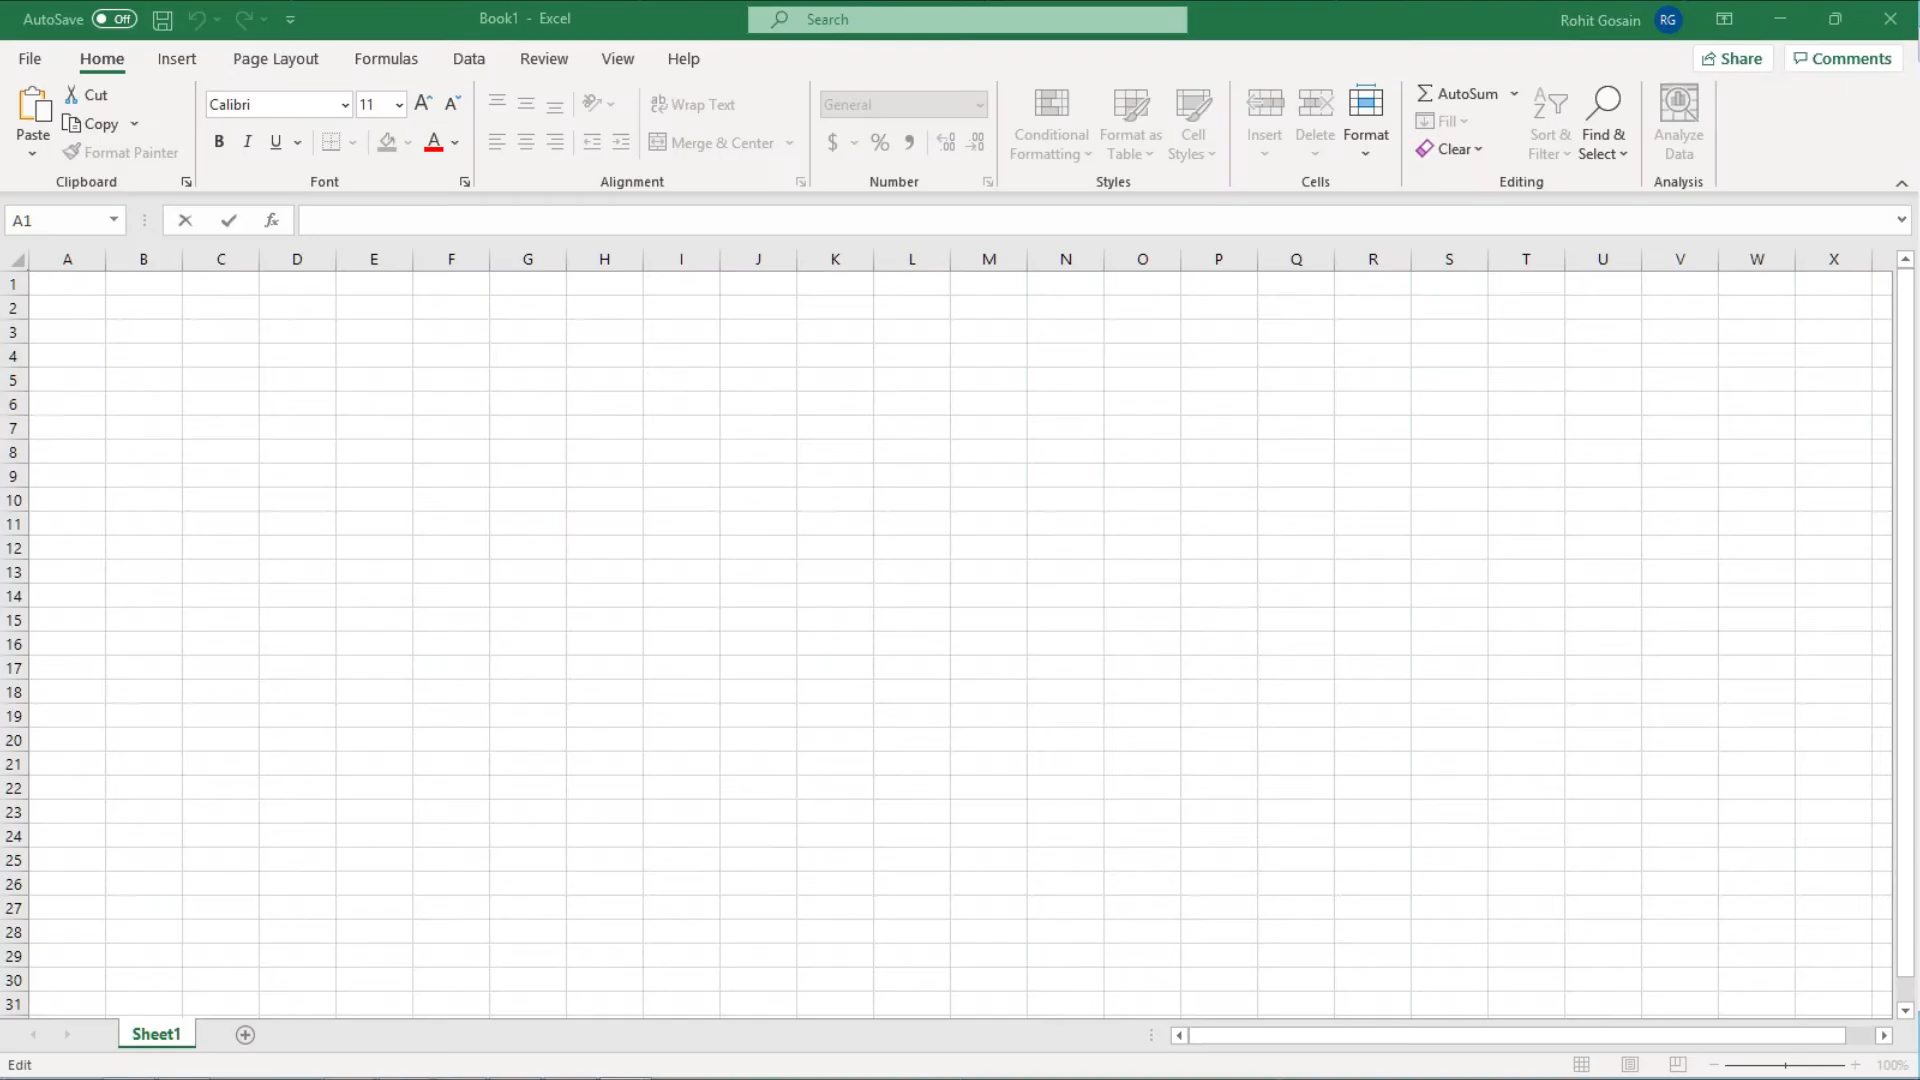 AutoSave Off Book1 - Excel Search Rohit Gosain RG
File Home Insert Page Layout Formulas Data Review View Help Share Comments
Paste Cut Copy Format Painter
Clipboard
Calibri 11 A A
B I U A
Font
ab Wrap Text
Merge & Center
Alignment
General
$ % 9
Number
Conditional Formatting
Format as Table
Cell Styles
Styles
Insert Delete Format
Cells
AutoSum
Fill
Clear
Sort & Filter
Find & Select
Editing
Analyze Data
Analysis
A1 fx
A B C D E F G H I J K L M N O P Q R S T U V W X
1
2
3
4
5
6
7
8
9
10
11
12
13
14
15
16
17
18
19
20
21
22
23
24
25
26
27
28
29
30
31
Sheet1
Edit 100%